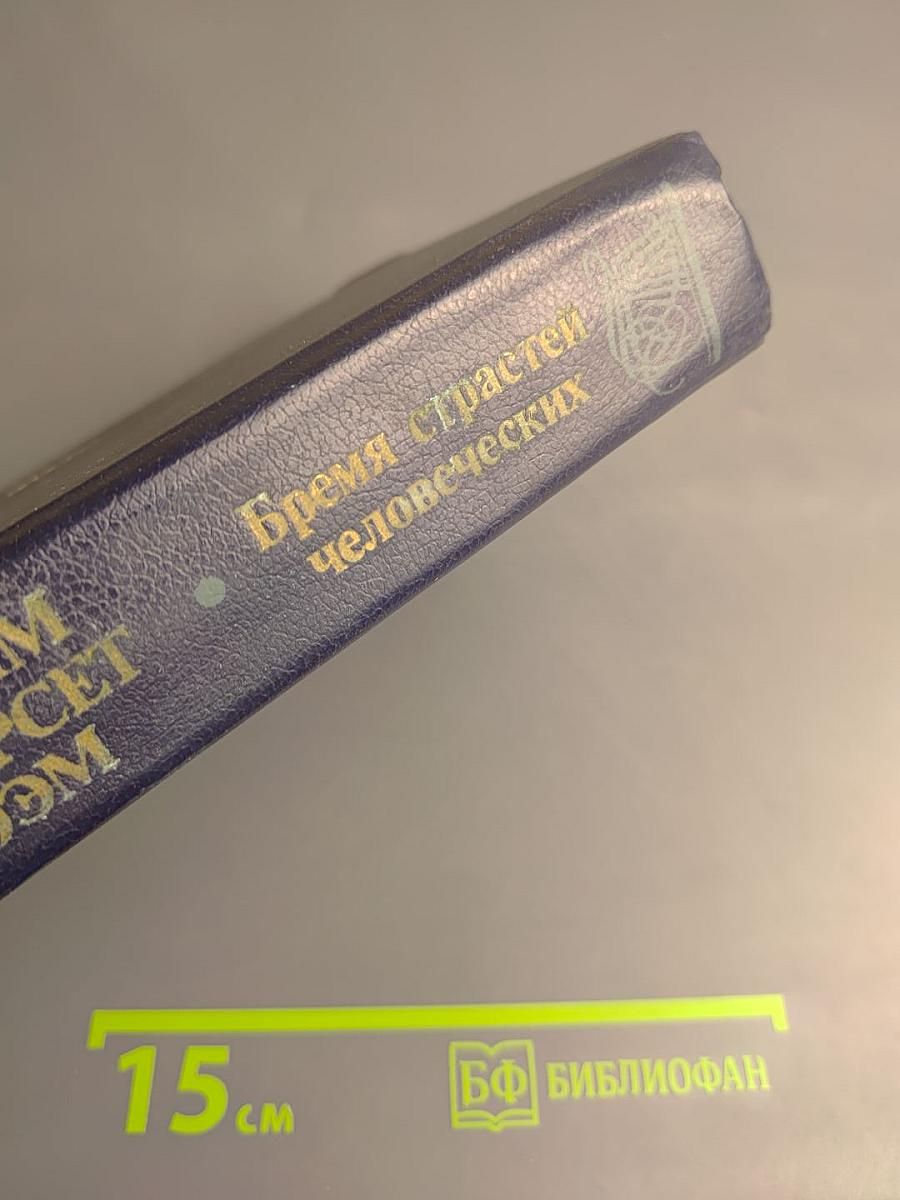 Бремя страстей
человеческих
15 см
БФ БИБЛИОФАН